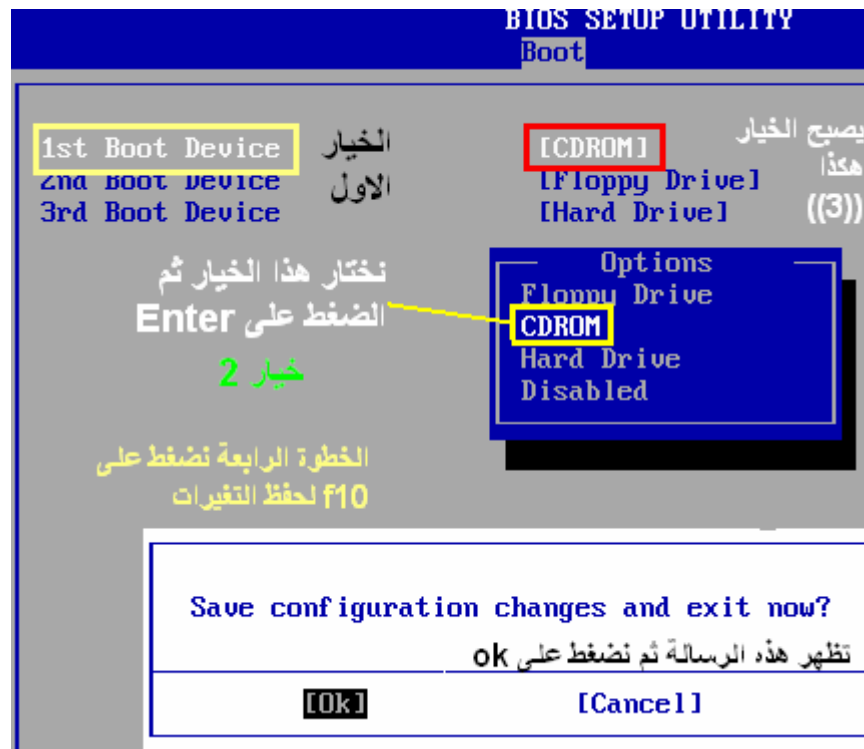 BIOS SETUP UTILITY
Boot
1st Boot Device
الخيار
الاول
[CDROM]
يصبح الخيار
هكذا
((3))
2nd Boot Device
[Floppy Drive]
3rd Boot Device
[Hard Drive]
نختار هذا الخيار ثم
الضغط على Enter
خيار 2
Options
Floppy Drive
CDROM
Hard Drive
Disabled
الخطوة الرابعة نضغط على
f10 لحفظ التغيرات
Save configuration changes and exit now?
تظهر هذه الرسالة ثم نضغط على ok
[Ok]
[Cancel]